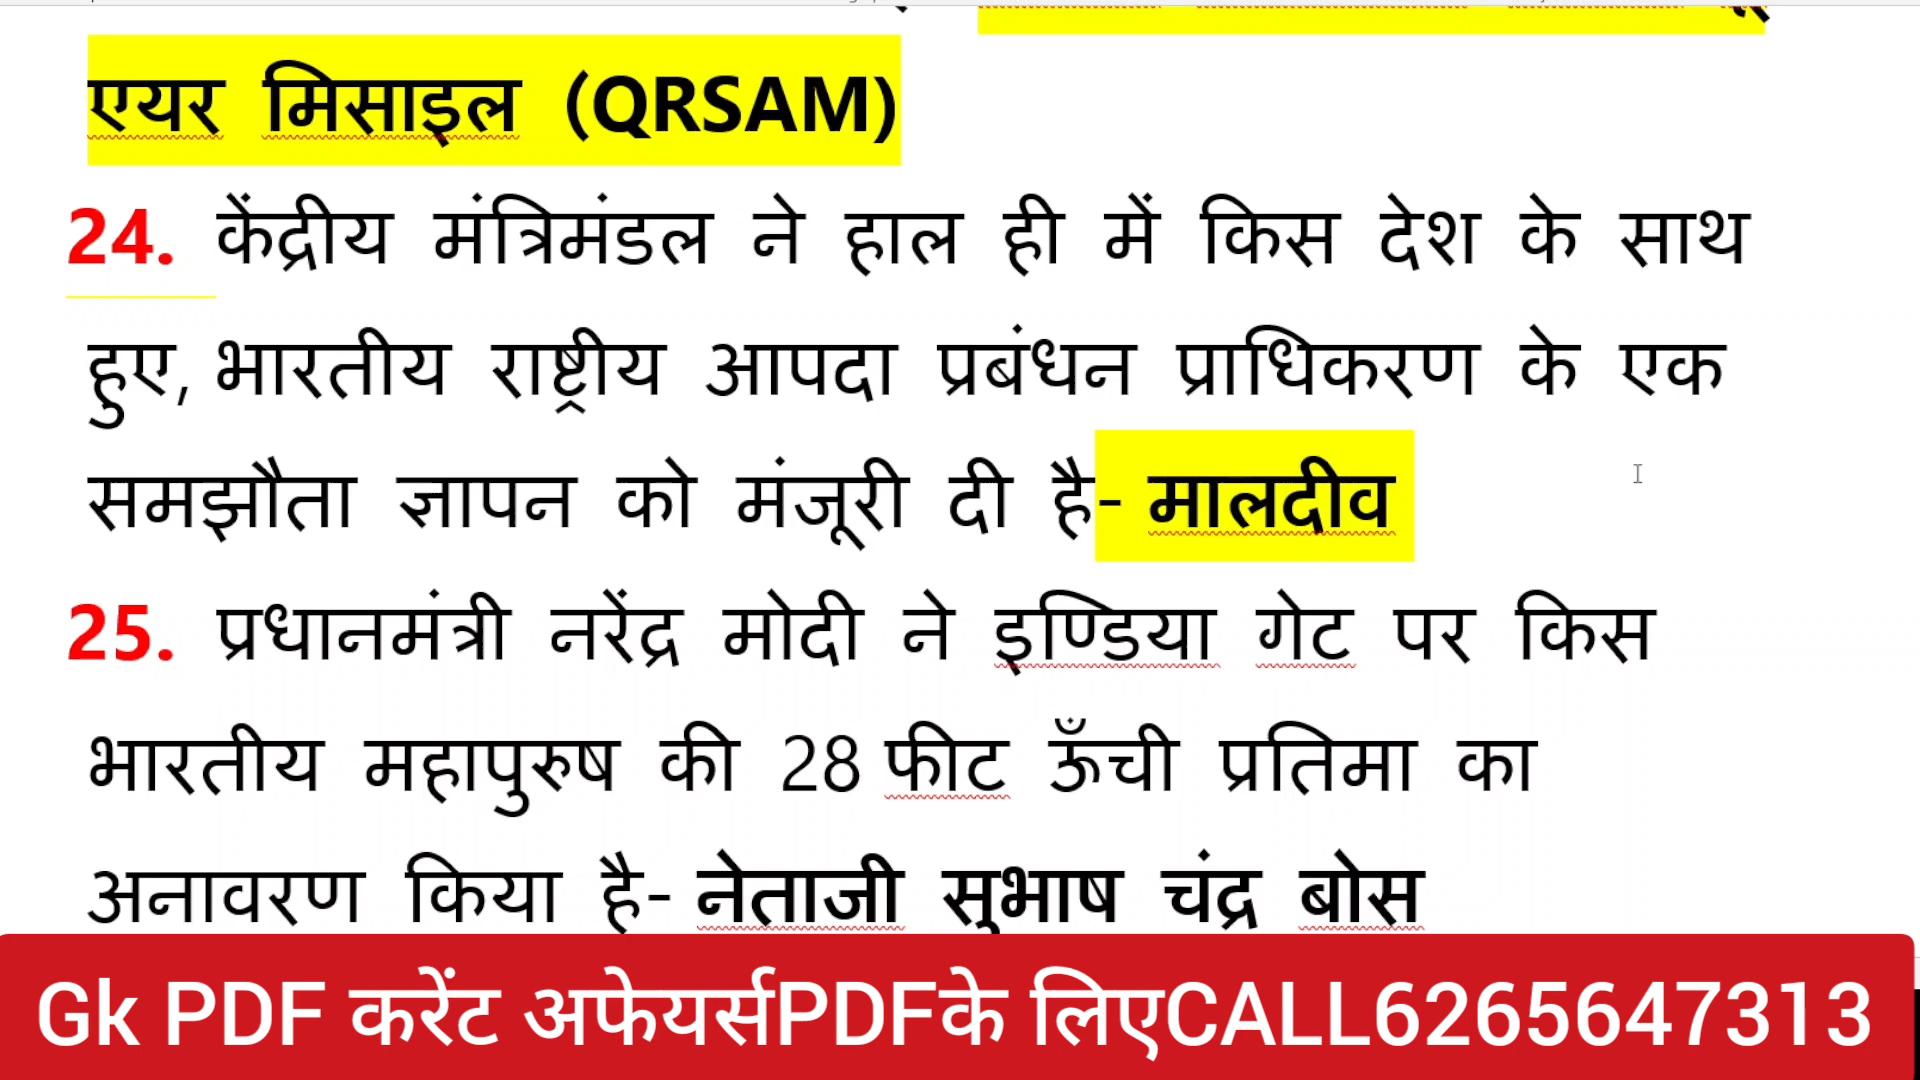 एयर मिसाइल (QRSAM)
24. केंद्रीय मंत्रिमंडल ने हाल ही में किस देश के साथ
हुए, भारतीय राष्ट्रीय आपदा प्रबंधन प्राधिकरण के एक
समझौता ज्ञापन को मंजूरी दी है- मालदीव
25. प्रधानमंत्री नरेंद्र मोदी ने इण्डिया गेट पर किस
भारतीय महापुरुष की 28 फीट ऊँची प्रतिमा का
अनावरण किया है- नेताजी सुभाष चंद्र बोस
Gk PDF करेंट अफेयर्सPDFके लिएCALL6265647313